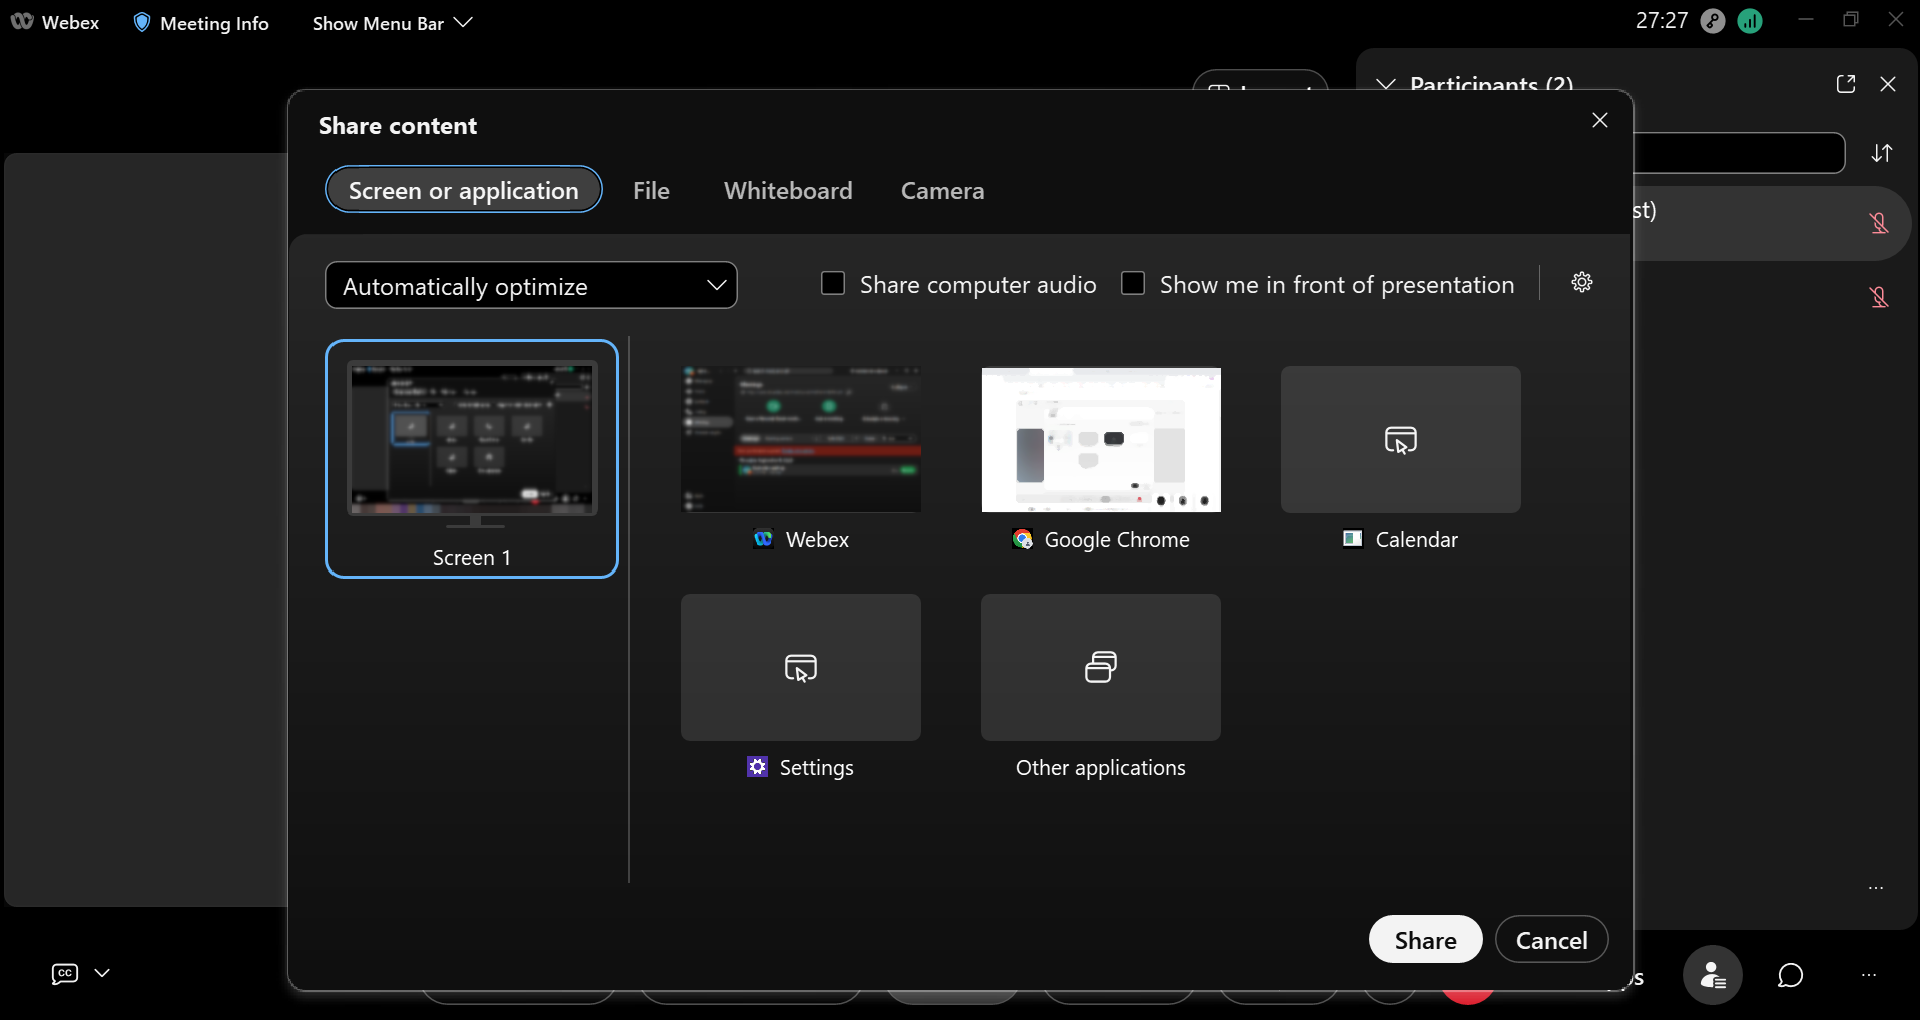 Webex
Meeting Info
Show Menu Bar
27:27
Participants (2)
Share content
Screen or application
File
Whiteboard
Camera
st)
Automatically optimize
Share computer audio
Show me in front of presentation
Screen 1
Webex
Google Chrome
Calendar
Settings
Other applications
Share
Cancel
CC